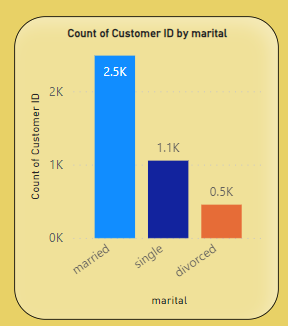 Count of Customer ID by marital
Count of Customer ID
2K
1K
0K
2.5K
1.1K
0.5K
married
single
divorced
marital